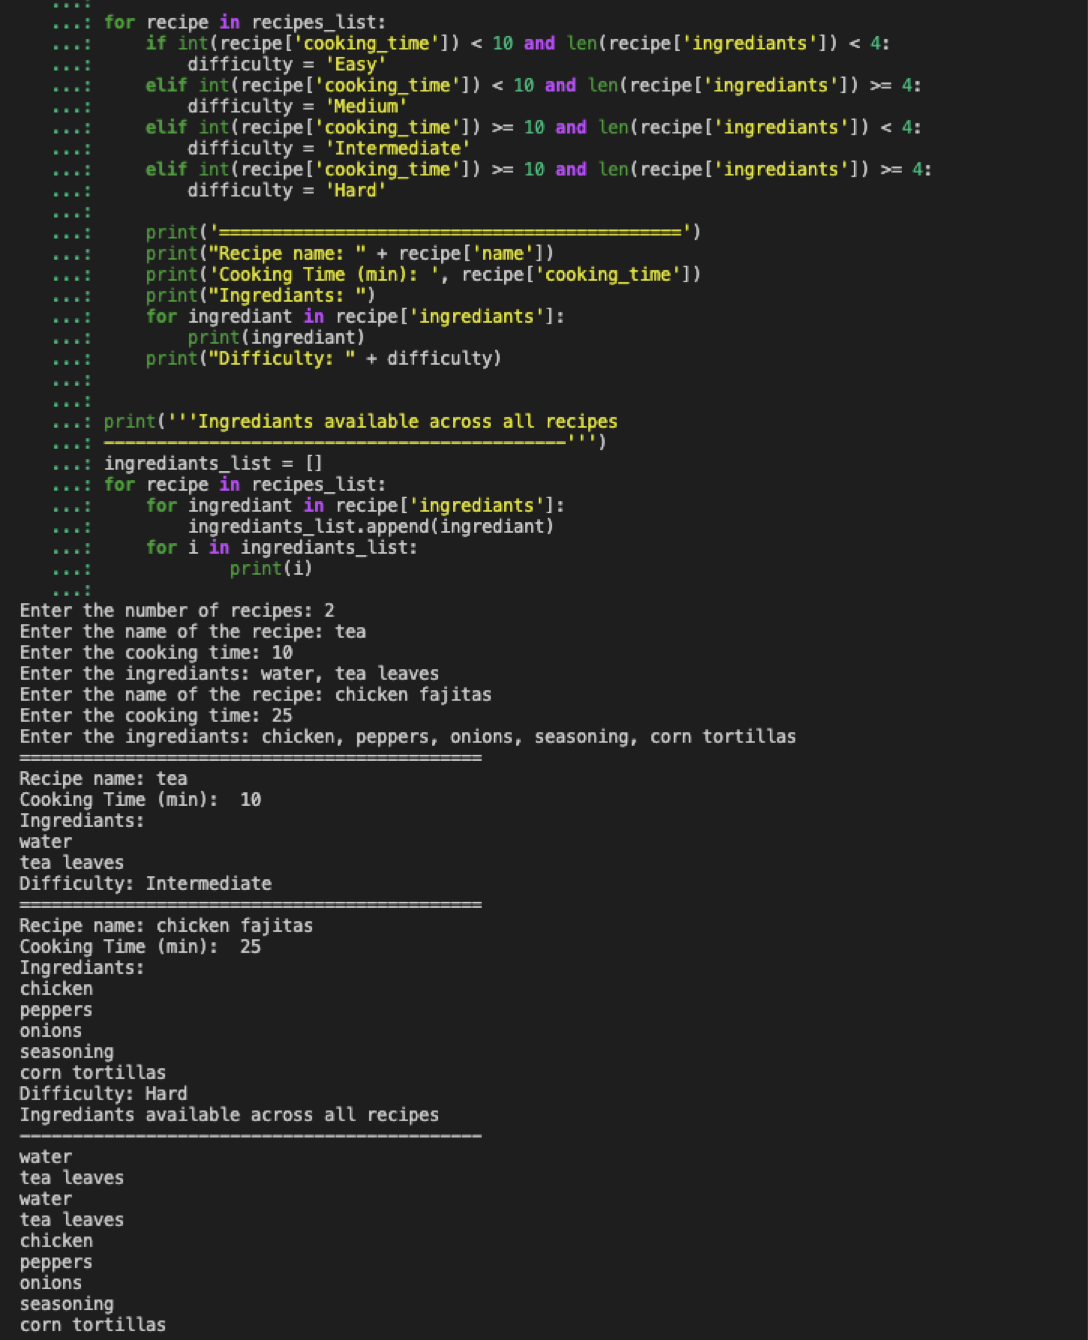 ...:
...: for recipe in recipes_list:
...:     if int(recipe['cooking_time']) < 10 and len(recipe['ingrediants']) < 4:
...:         difficulty = 'Easy'
...:     elif int(recipe['cooking_time']) < 10 and len(recipe['ingrediants']) >= 4:
...:         difficulty = 'Medium'
...:     elif int(recipe['cooking_time']) >= 10 and len(recipe['ingrediants']) < 4:
...:         difficulty = 'Intermediate'
...:     elif int(recipe['cooking_time']) >= 10 and len(recipe['ingrediants']) >= 4:
...:         difficulty = 'Hard'
...:
...:     print('============================================')
...:     print("Recipe name: " + recipe['name'])
...:     print('Cooking Time (min): ', recipe['cooking_time'])
...:     print("Ingrediants: ")
...:     for ingrediant in recipe['ingrediants']:
...:         print(ingrediant)
...:     print("Difficulty: " + difficulty)
...:
...:
...: print('''Ingrediants available across all recipes
...: --------------------------------------------''')
...: ingrediants_list = []
...: for recipe in recipes_list:
...:     for ingrediant in recipe['ingrediants']:
...:         ingrediants_list.append(ingrediant)
...:     for i in ingrediants_list:
...:             print(i)
...:
Enter the number of recipes: 2
Enter the name of the recipe: tea
Enter the cooking time: 10
Enter the ingrediants: water, tea leaves
Enter the name of the recipe: chicken fajitas
Enter the cooking time: 25
Enter the ingrediants: chicken, peppers, onions, seasoning, corn tortillas
============================================
Recipe name: tea
Cooking Time (min):  10
Ingrediants:
water
tea leaves
Difficulty: Intermediate
============================================
Recipe name: chicken fajitas
Cooking Time (min):  25
Ingrediants:
chicken
peppers
onions
seasoning
corn tortillas
Difficulty: Hard
Ingrediants available across all recipes
--------------------------------------------
water
tea leaves
water
tea leaves
chicken
peppers
onions
seasoning
corn tortillas